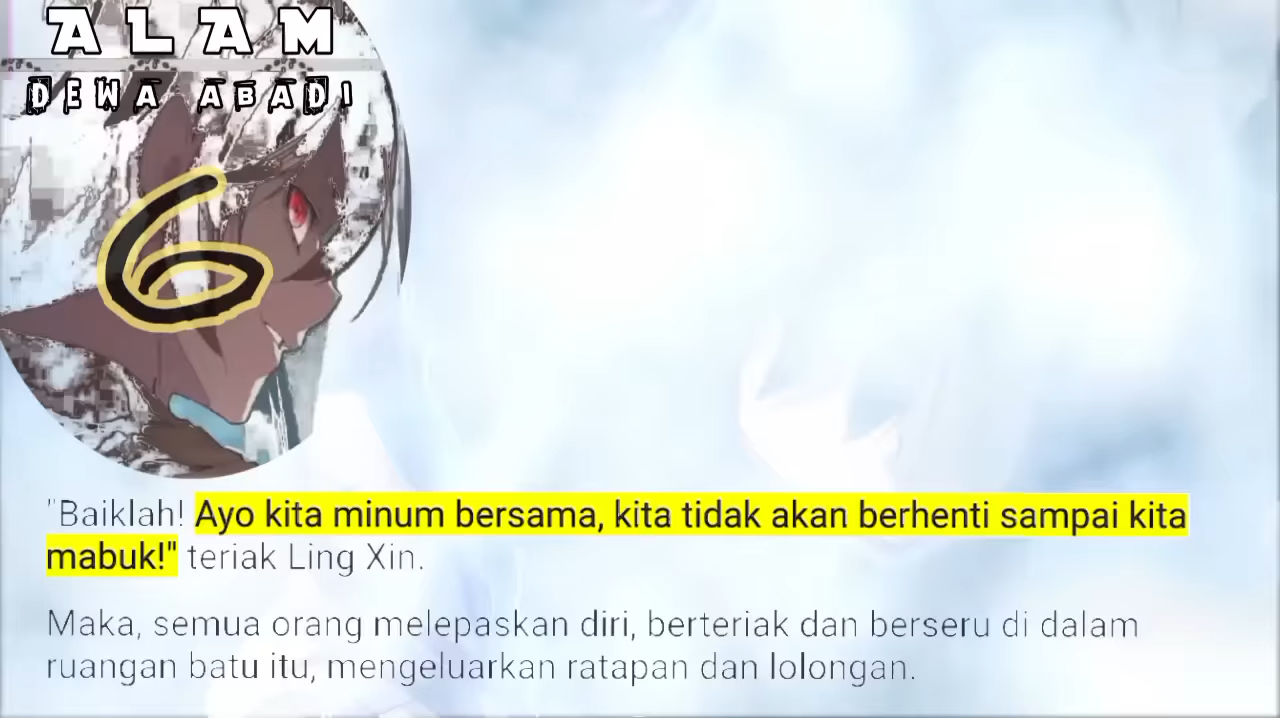 ALAM
DEWA ABADI
6
"Baiklah! Ayo kita minum bersama, kita tidak akan berhenti sampai kita
mabuk!" teriak Ling Xin.
Maka, semua orang melepaskan diri, berteriak dan berseru di dalam
ruangan batu itu, mengeluarkan ratapan dan lolongan.